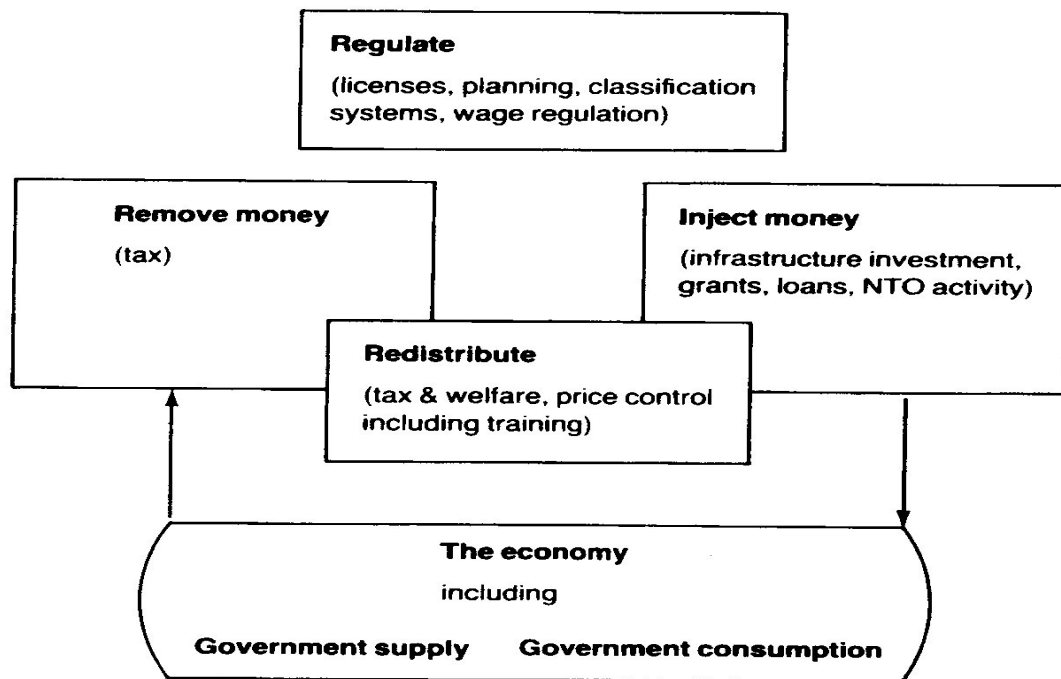 Regulate
(licenses, planning, classification
systems, wage regulation)
Remove money
(tax)
Inject money
(infrastructure investment,
grants, loans, NTO activity)
Redistribute
(tax & welfare, price control
including training)
The economy
including
Government supply Government consumption